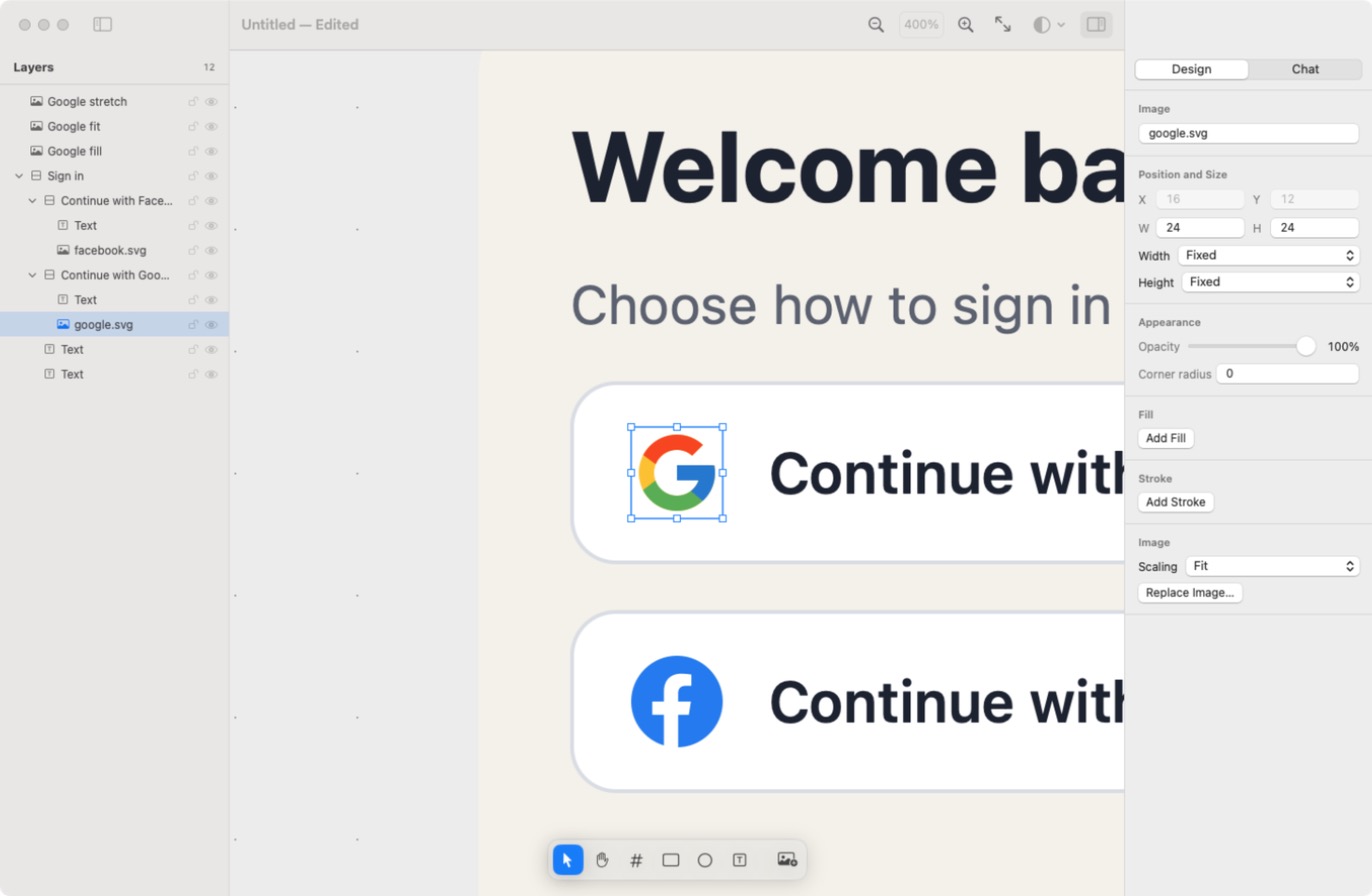 Untitled — Edited
400%
Layers
12
Google stretch
Google fit
Google fill
Sign in
Continue with Face...
Text
facebook.svg
Continue with Goo...
Text
google.svg
Text
Text
Welcome ba
Choose how to sign in
Continue with
Continue with
Design
Chat
Image
google.svg
Position and Size
X 16 Y 12
W 24 H 24
Width Fixed
Height Fixed
Appearance
Opacity 100%
Corner radius 0
Fill
Add Fill
Stroke
Add Stroke
Image
Scaling Fit
Replace Image...